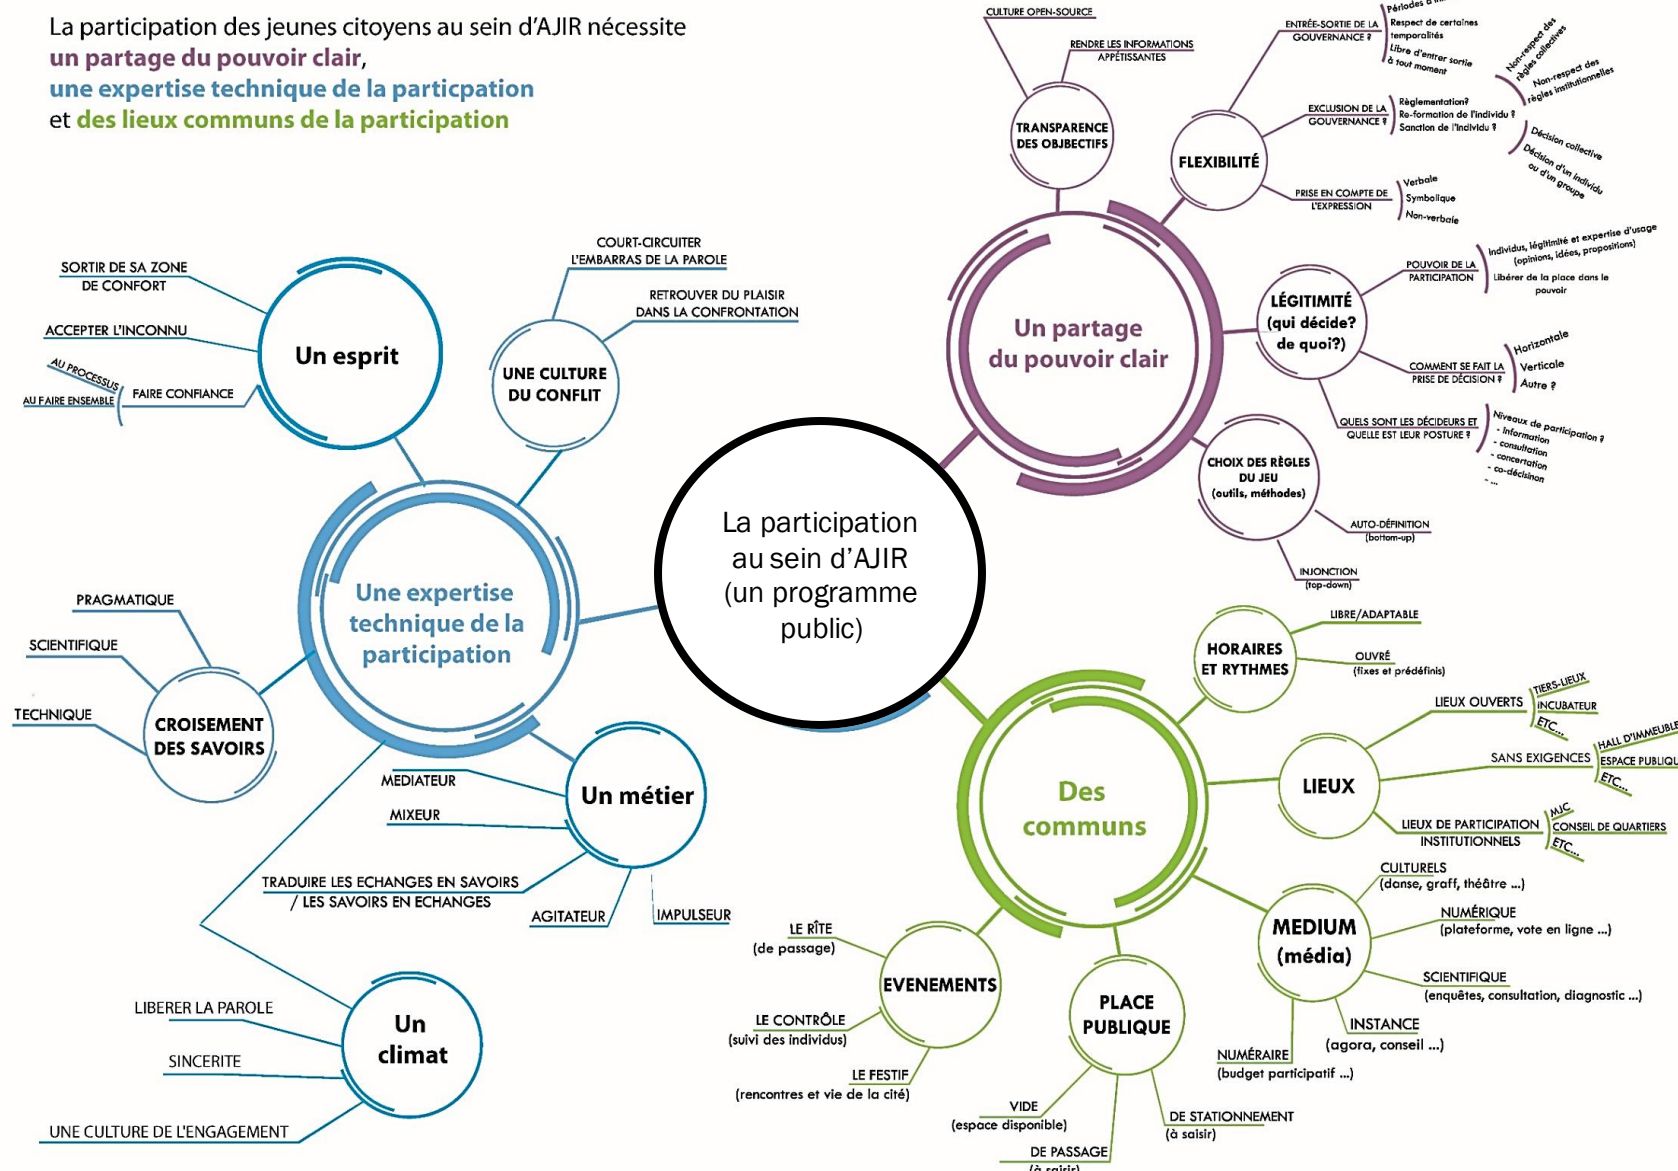 La participation des jeunes citoyens au sein d'AJIR nécessite
un partage du pouvoir clair,
une expertise technique de la particpation
et des lieux communs de la participation
La participation
au sein d'AJIR
(un programme
public)
Une expertise
technique de la
participation
Un esprit
SORTIR DE SA ZONE
DE CONFORT
ACCEPTER L'INCONNU
FAIRE CONFIANCE
AU PROCESSUS
AU FAIRE ENSEMBLE
UNE CULTURE
DU CONFLIT
COURT-CIRCUITER
L'EMBARRAS DE LA PAROLE
RETROUVER DU PLAISIR
DANS LA CONFRONTATION
CROISEMENT
DES SAVOIRS
PRAGMATIQUE
SCIENTIFIQUE
TECHNIQUE
Un métier
MEDIATEUR
MIXEUR
TRADUIRE LES ECHANGES EN SAVOIRS
/ LES SAVOIRS EN ECHANGES
AGITATEUR
IMPULSEUR
Un
climat
LIBERER LA PAROLE
SINCERITE
UNE CULTURE DE L'ENGAGEMENT
Un partage
du pouvoir clair
TRANSPARENCE
DES OBJBECTIFS
CULTURE OPEN-SOURCE
RENDRE LES INFORMATIONS
APPÉTISSANTES
FLEXIBILITÉ
ENTRÉE-SORTIE DE LA
GOUVERNANCE ?
Périodes
Respect de certaines
temporalités
Libre d'entrer sortie
à tout moment
EXCLUSION DE LA
GOUVERNANCE ?
Règlementation?
Re-formation de l'individu ?
Sanction de l'individu ?
Non-respect des
règles collectives
Non-respect des
règles institutionnelles
Décision collective
Décision d'un individu
ou d'un groupe
PRISE EN COMPTE DE
L'EXPRESSION
Verbale
Symbolique
Non-verbale
LÉGITIMITÉ
(qui décide?
de quoi?)
POUVOIR DE LA
PARTICIPATION
Individus, légitimité et expertise d'usage
(opinions, idées, propositions)
Libérer de la place dans le
pouvoir
COMMENT SE FAIT LA
PRISE DE DÉCISION ?
Horizontale
Verticale
Autre ?
QUELS SONT LES DÉCIDEURS ET
QUELLE EST LEUR POSTURE ?
Niveaux de participation ?
- Information
- consultation
- concertation
- co-décisinon
- ...
CHOIX DES RÈGLES
DU JEU
(outils, méthodes)
AUTO-DÉFINITION
(bottom-up)
INJONCTION
(top-down)
Des
communs
HORAIRES
ET RYTHMES
LIBRE/ADAPTABLE
OUVRÉ
(fixes et prédéfinis)
LIEUX
LIEUX OUVERTS
TIERS-LIEUX
INCUBATEUR
ETC...
SANS EXIGENCES
HALL D'IMMEUBLE
ESPACE PUBLIQU
ETC...
LIEUX DE PARTICIPATION
INSTITUTIONNELS
MJC
CONSEIL DE QUARTIERS
ETC...
MEDIUM
(média)
CULTURELS
(danse, graff, théâtre ...)
NUMÉRIQUE
(plateforme, vote en ligne ...)
SCIENTIFIQUE
(enquêtes, consultation, diagnostic ...)
INSTANCE
(agora, conseil ...)
NUMÉRAIRE
(budget participatif ...)
PLACE
PUBLIQUE
VIDE
(espace disponible)
DE PASSAGE
(à saisir)
DE STATIONNEMENT
(à saisir)
EVENEMENTS
LE RÎTE
(de passage)
LE CONTRÔLE
(suivi des individus)
LE FESTIF
(rencontres et vie de la cité)